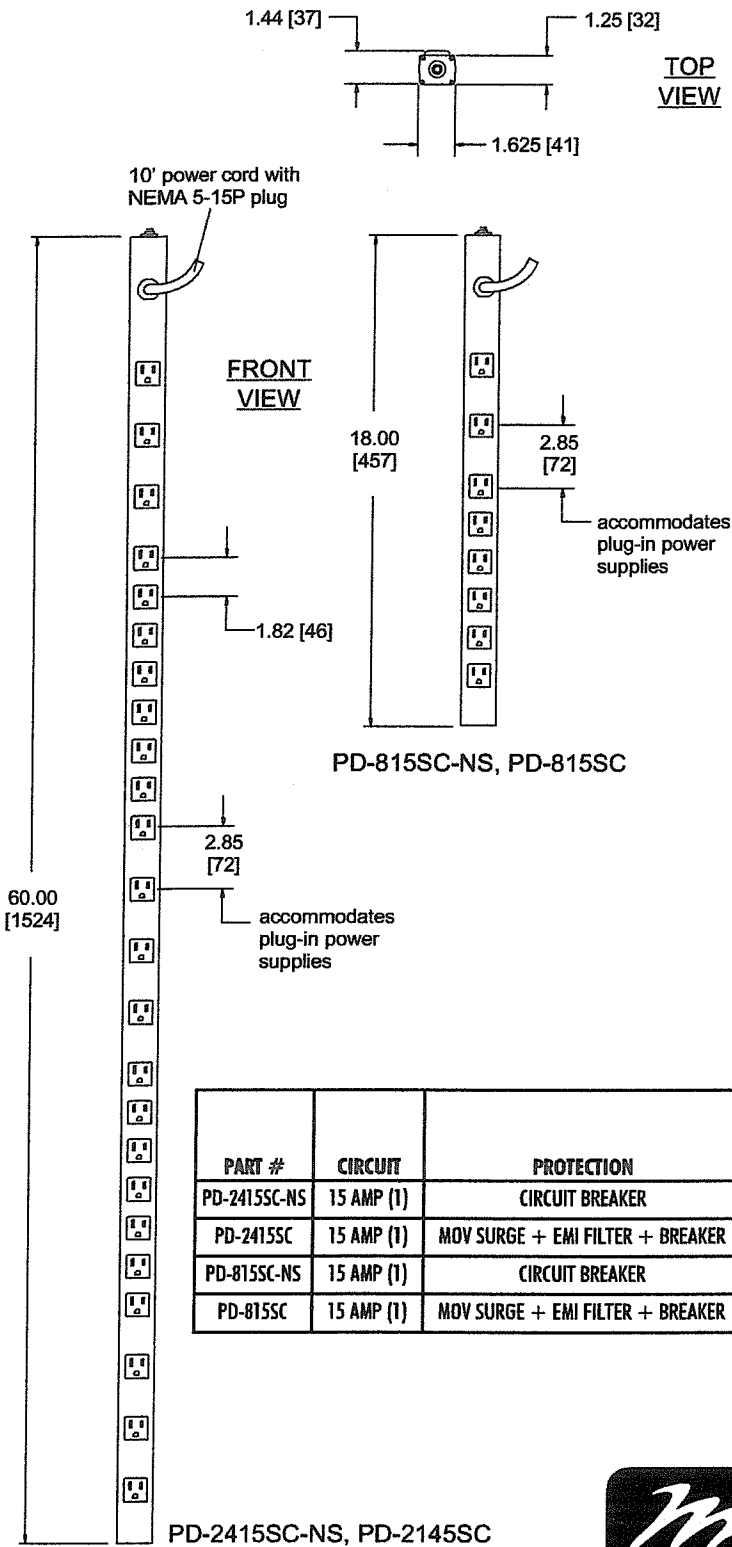 1.44 [37]
1.25 [32]
TOP
VIEW
1.625 [41]
10' power cord with
NEMA 5-15P plug
FRONT
VIEW
18.00
[457]
2.85
[72]
accommodates
plug-in power
supplies
1.82 [46]
PD-815SC-NS, PD-815SC
2.85
[72]
60.00
[1524]
accommodates
plug-in power
supplies
PART # CIRCUIT PROTECTION
PD-2415SC-NS 15 AMP (1) CIRCUIT BREAKER
PD-2415SC 15 AMP (1) MOV SURGE + EMI FILTER + BREAKER
PD-815SC-NS 15 AMP (1) CIRCUIT BREAKER
PD-815SC 15 AMP (1) MOV SURGE + EMI FILTER + BREAKER
PD-2415SC-NS, PD-2145SC